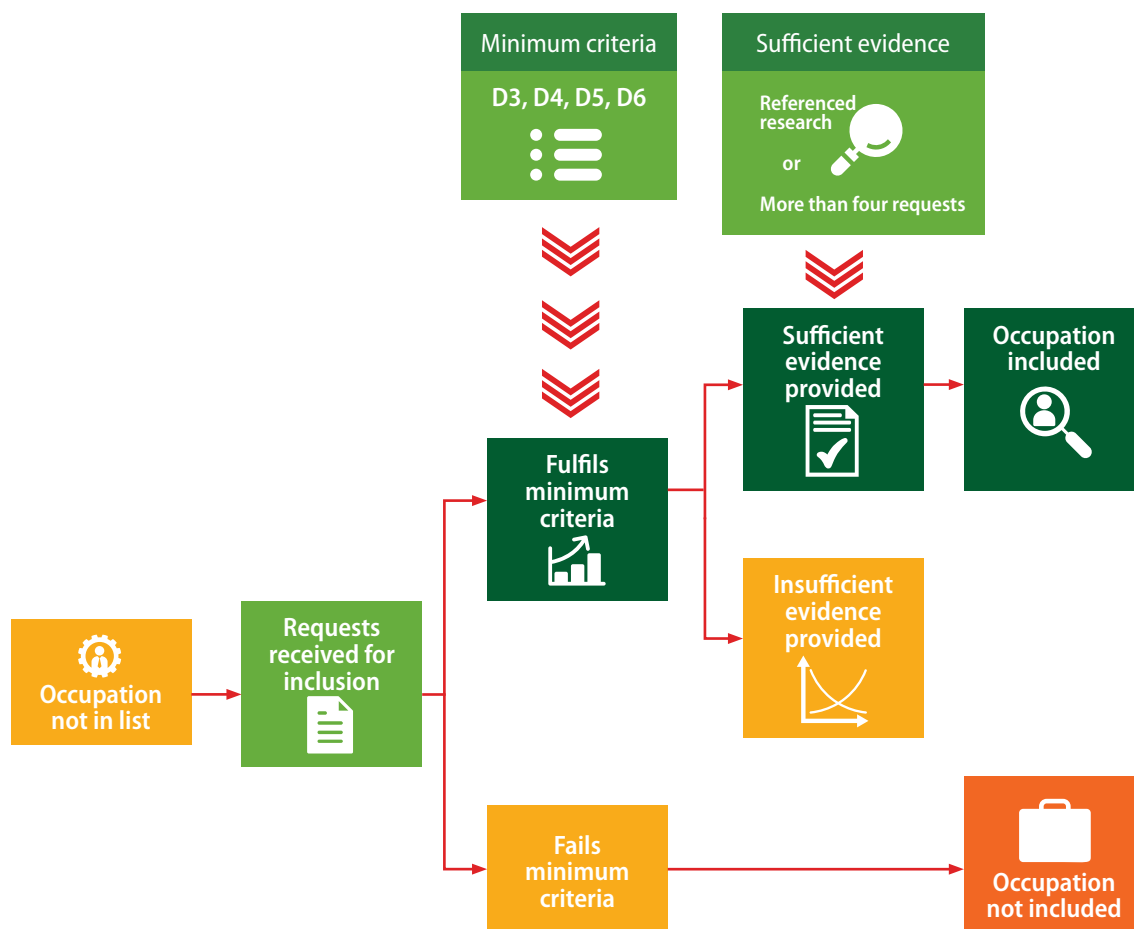 Minimum criteria
D3, D4, D5, D6
Sufficient evidence
Referenced
research
or
More than four requests
Sufficient
evidence
provided
Occupation
included
Fulfils
minimum
criteria
Insufficient
evidence
provided
Requests
received for
inclusion
Occupation
not in list
Fails
minimum
criteria
Occupation
not included